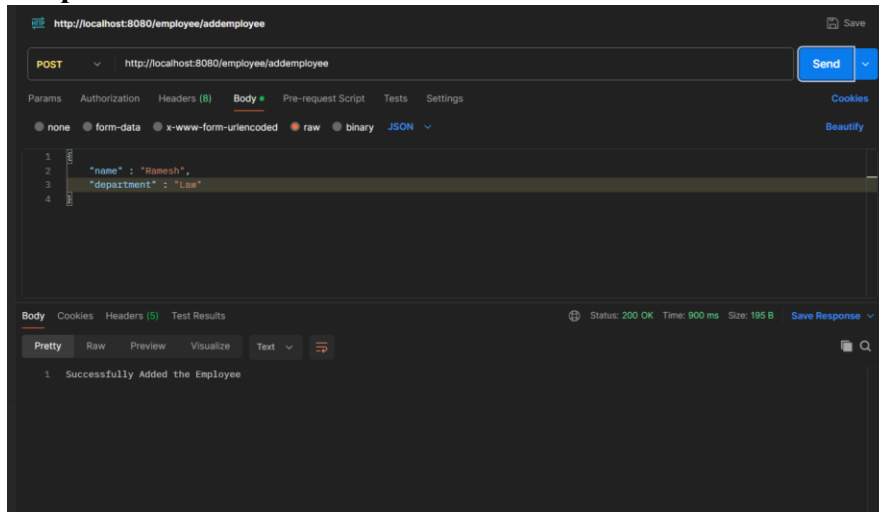 HTTP http://localhost:8080/employee/addemployee Save
POST http://localhost:8080/employee/addemployee Send
Params Authorization Headers (8) Body Pre-request Script Tests Settings Cookies
none form-data x-www-form-urlencoded raw binary JSON Beautify
1 {
2 "name" : "Ramesh",
3 "department" : "Law"
4 }
Body Cookies Headers (5) Test Results Status: 200 OK Time: 900 ms Size: 195 B Save Response
Pretty Raw Preview Visualize Text
1 Successfully Added the Employee